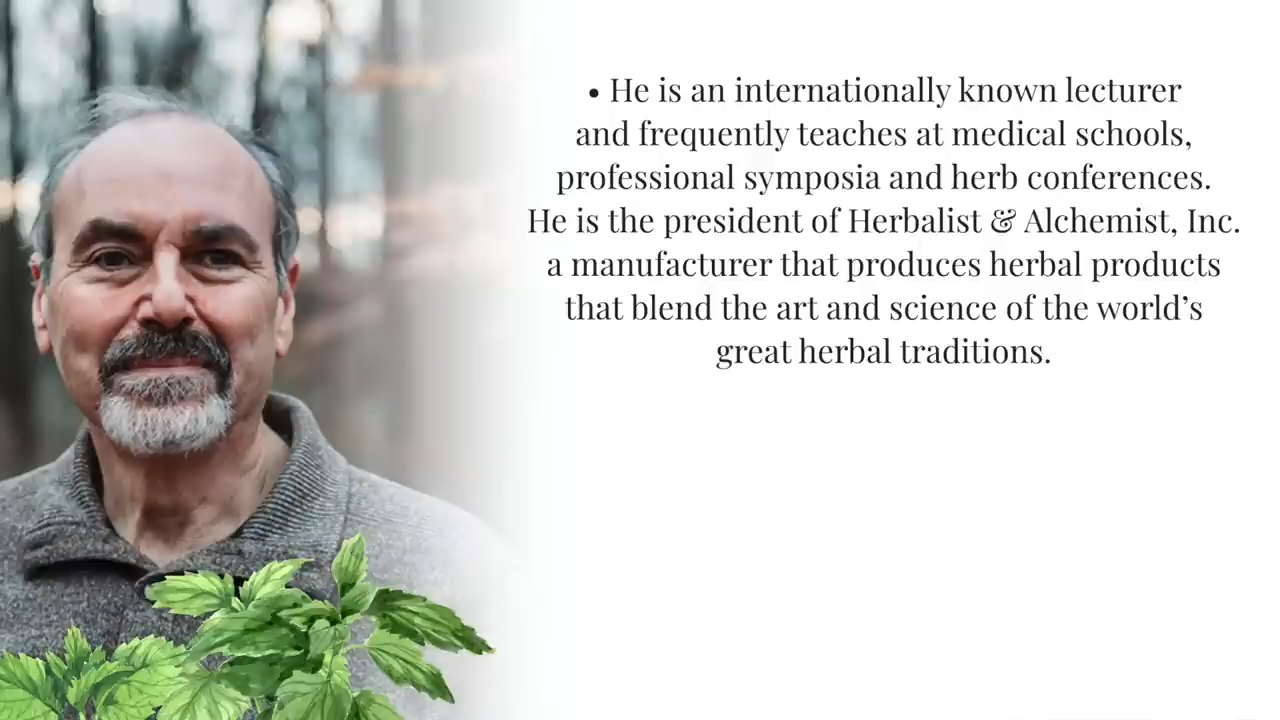 • He is an internationally known lecturer
and frequently teaches at medical schools,
professional symposia and herb conferences.
He is the president of Herbalist & Alchemist, Inc.
a manufacturer that produces herbal products
that blend the art and science of the world’s
great herbal traditions.